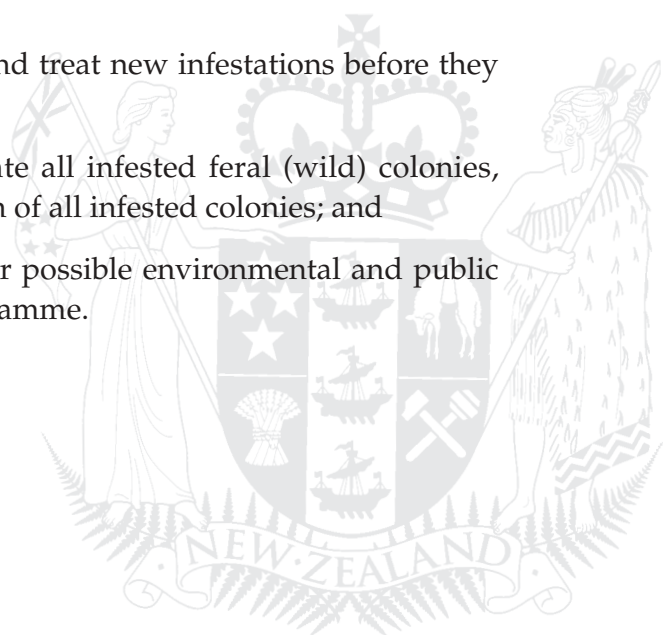 nd treat new infestations before they
te all infested feral (wild) colonies,
n of all infested colonies; and
r possible environmental and public
amme.
NEW·ZEALAND